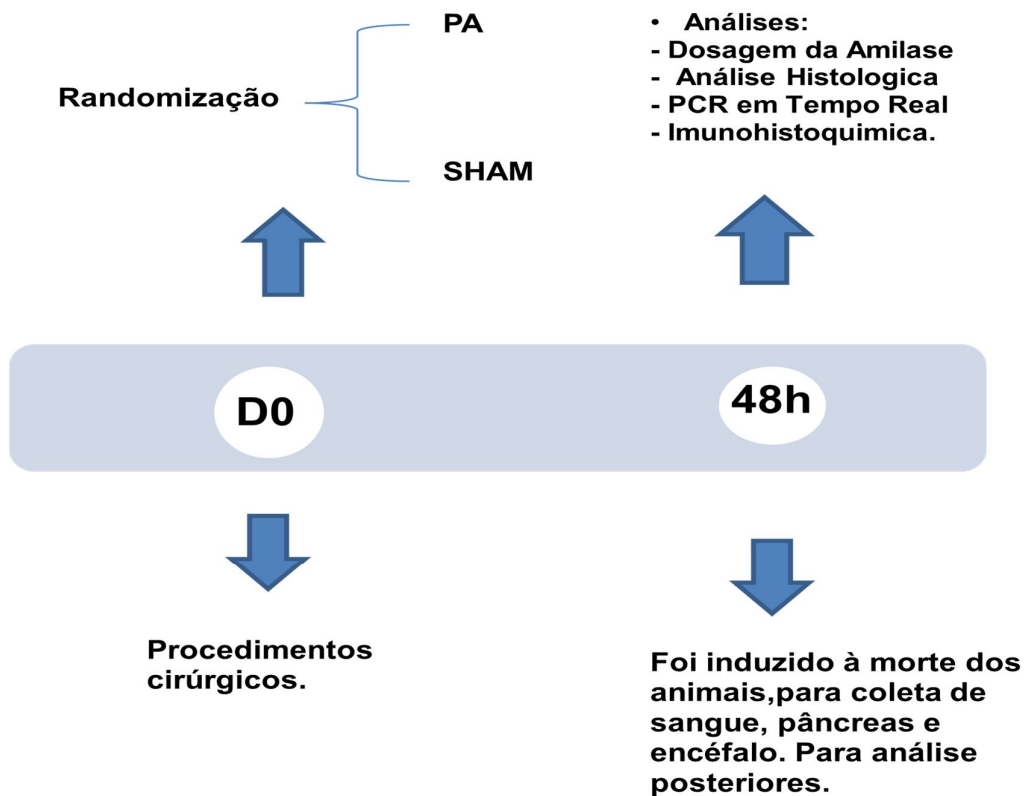 PA
Randomização
SHAM
• Análises:
- Dosagem da Amilase
- Análise Histologica
- PCR em Tempo Real
- Imunohistoquimica.
D0
48h
Procedimentos
cirúrgicos.
Foi induzido à morte dos
animais,para coleta de
sangue, pâncreas e
encéfalo. Para análise
posteriores.